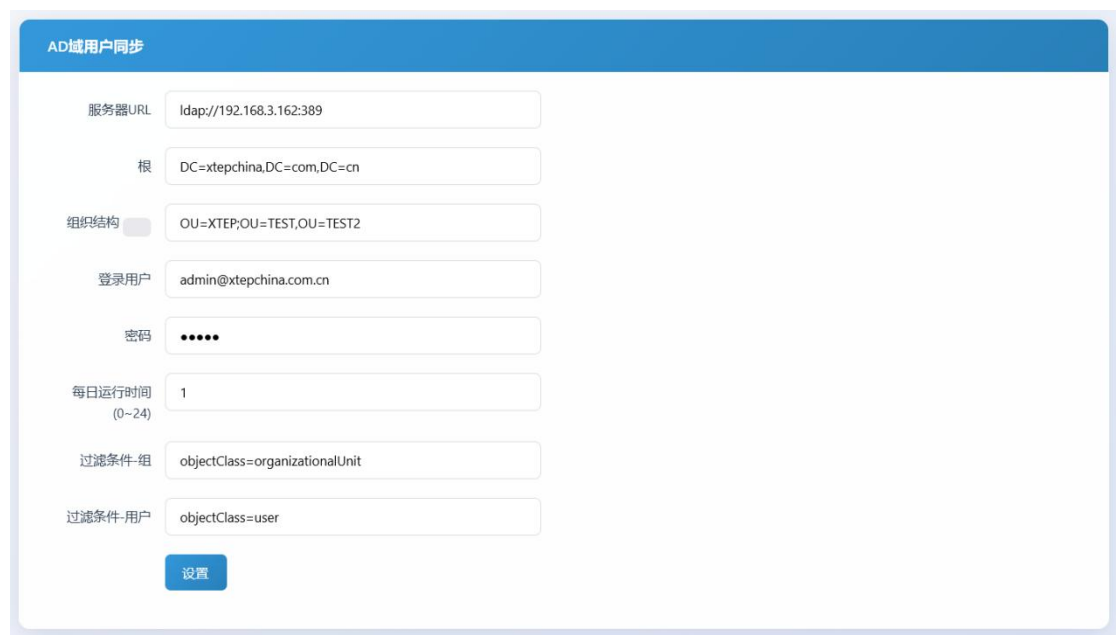 AD域用户同步
服务器URL ldap://192.168.3.162:389
根 DC=xtepchina,DC=com,DC=cn
组织结构 OU=XTEP;OU=TEST,OU=TEST2
登录用户 admin@xtepchina.com.cn
密码 •••••
每日运行时间 1
(0~24)
过滤条件-组 objectClass=organizationalUnit
过滤条件-用户 objectClass=user
设置